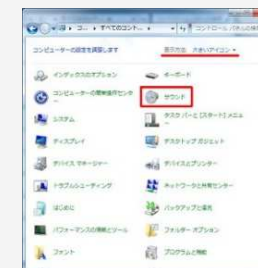 コンピューターの設定を調整します
表示方法: 大きいアイコン
インデックスのオプション
キーボード
コンピューターの簡単操作センター
サウンド
システム
タスク バーと [スタート] メニュー
ディスプレイ
デスクトップ ガジェット
デバイス マネージャー
デバイスとプリンター
トラブルシューティング
ネットワークと共有センター
はじめに
バックアップと復元
パフォーマンスの情報とツール
フォルダー オプション
フォント
プログラムと機能